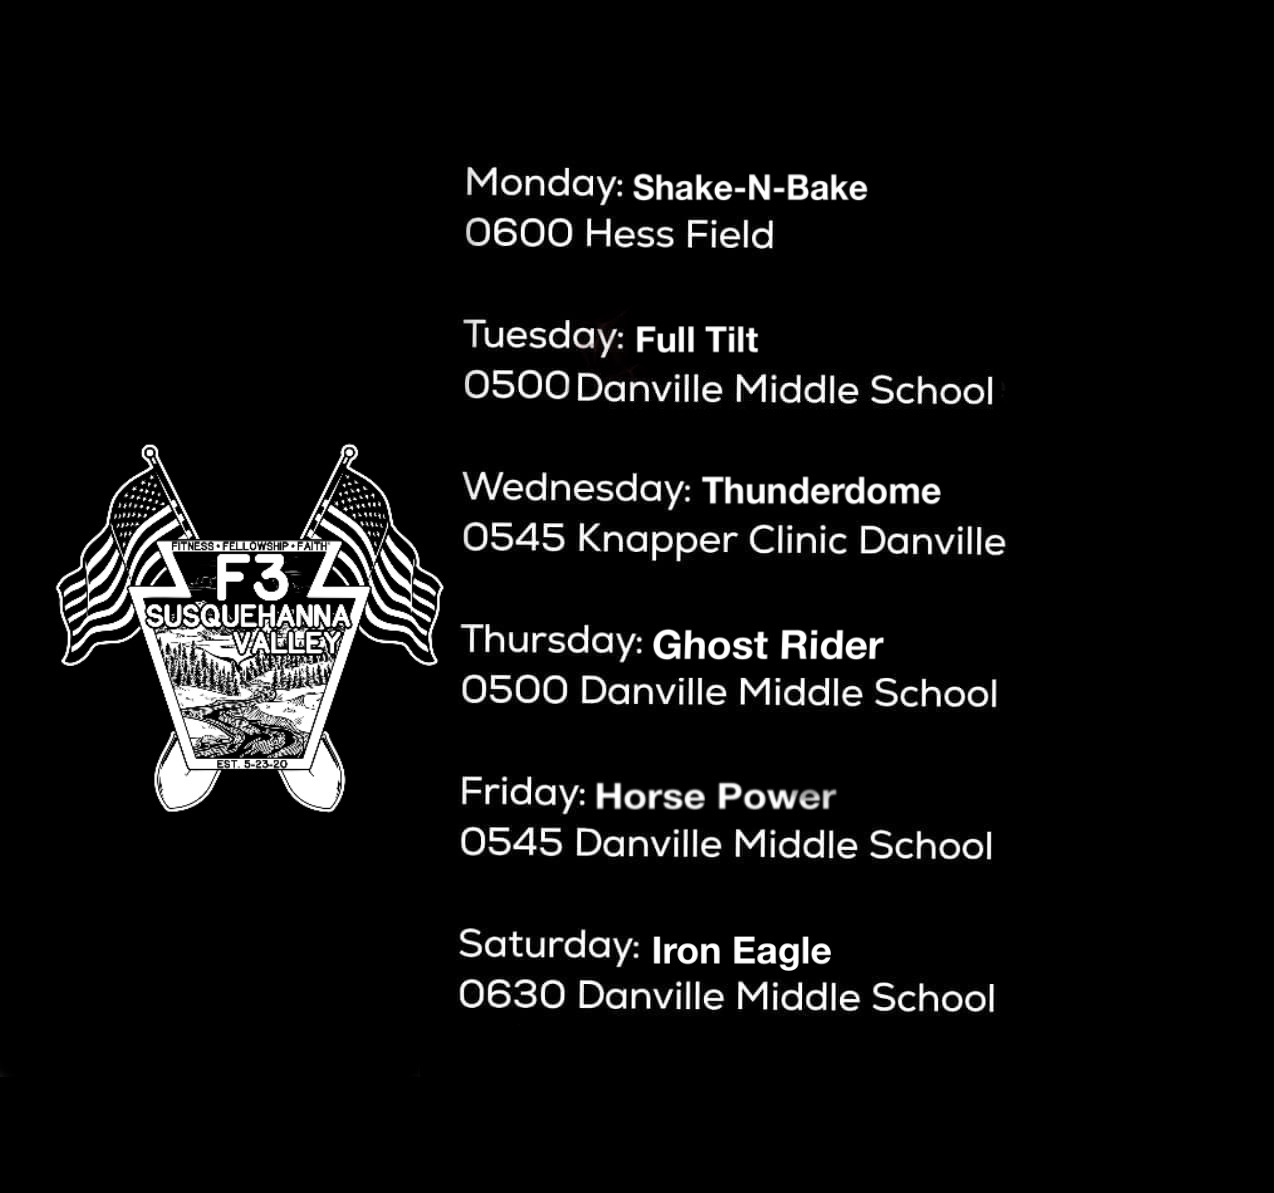 FITNESS • FELLOWSHIP • FAITH
F3
SUSQUEHANNA
VALLEY
EST. 5-23-20
Monday: Shake-N-Bake
0600 Hess Field
Tuesday: Full Tilt
0500 Danville Middle School
Wednesday: Thunderdome
0545 Knapper Clinic Danville
Thursday: Ghost Rider
0500 Danville Middle School
Friday: Horse Power
0545 Danville Middle School
Saturday: Iron Eagle
0630 Danville Middle School